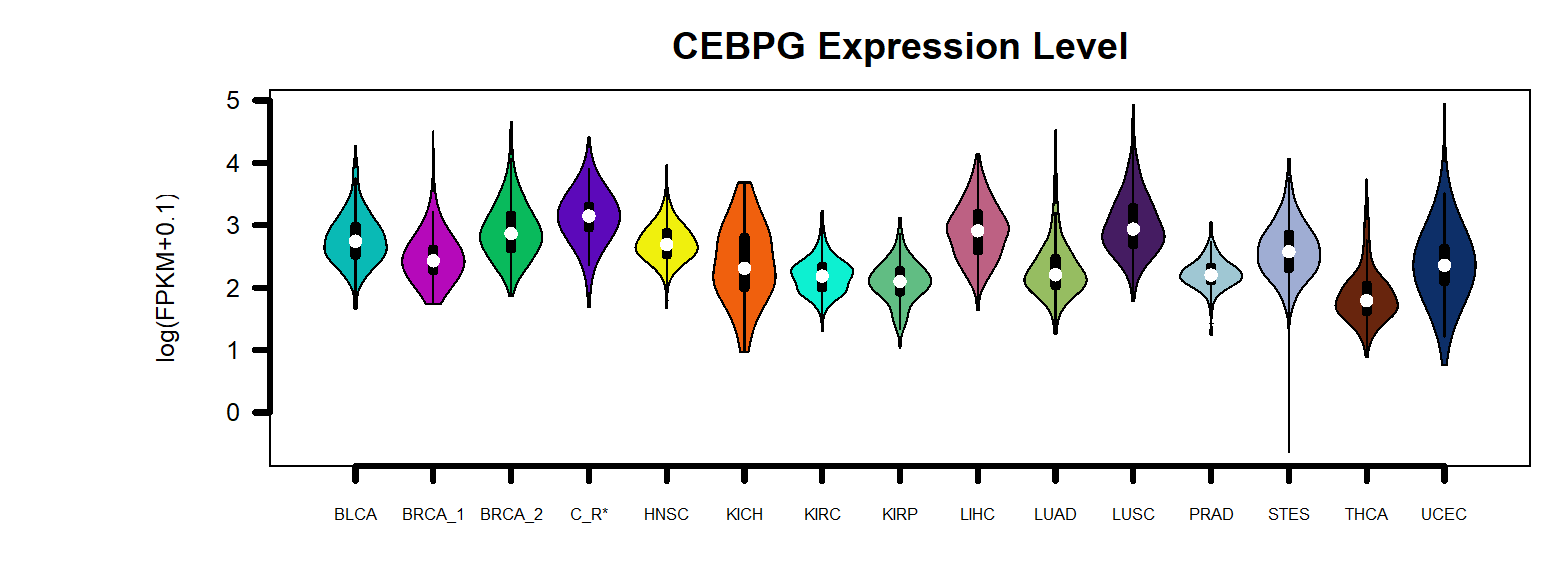 CEBPG Expression Level
log(FPKM+0.1)
5
4
3
2
1
0
BLCA BRCA_1 BRCA_2 C_R* HNSC KICH KIRC KIRP LIHC LUAD LUSC PRAD STES THCA UCEC